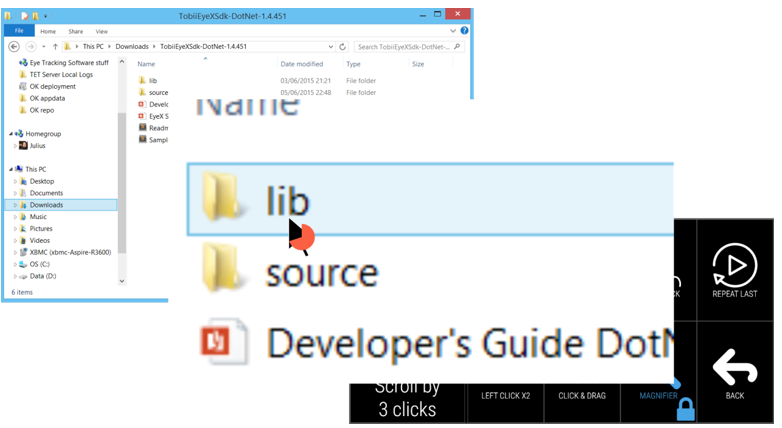 TobiiEyeXSdk-DotNet-1.4.451
File Home Share View
This PC Downloads TobiiEyeXSdk-DotNet-1.4.451 Search TobiiEyeXSdk-DotNet-...
Name Date modified Type Size
Eye Tracking Software stuff
TET Server Local Logs
OK deployment
OK appdata
OK repo
Homegroup
Julius
This PC
Desktop
Documents
Downloads
Music
Pictures
Videos
XBMC (xbmc-Aspire-R3600)
OS (C:)
Data (D:)
6 items
lib 03/06/2015 21:21 File folder
source 05/06/2015 22:48 File folder
Develo
EyeX S
Readm
Sampl
Name
lib
source
Developer's Guide DotN
CK
REPEAT LAST
Scroll by
3 clicks
LEFT CLICK X2
CLICK & DRAG
MAGNIFIER
BACK